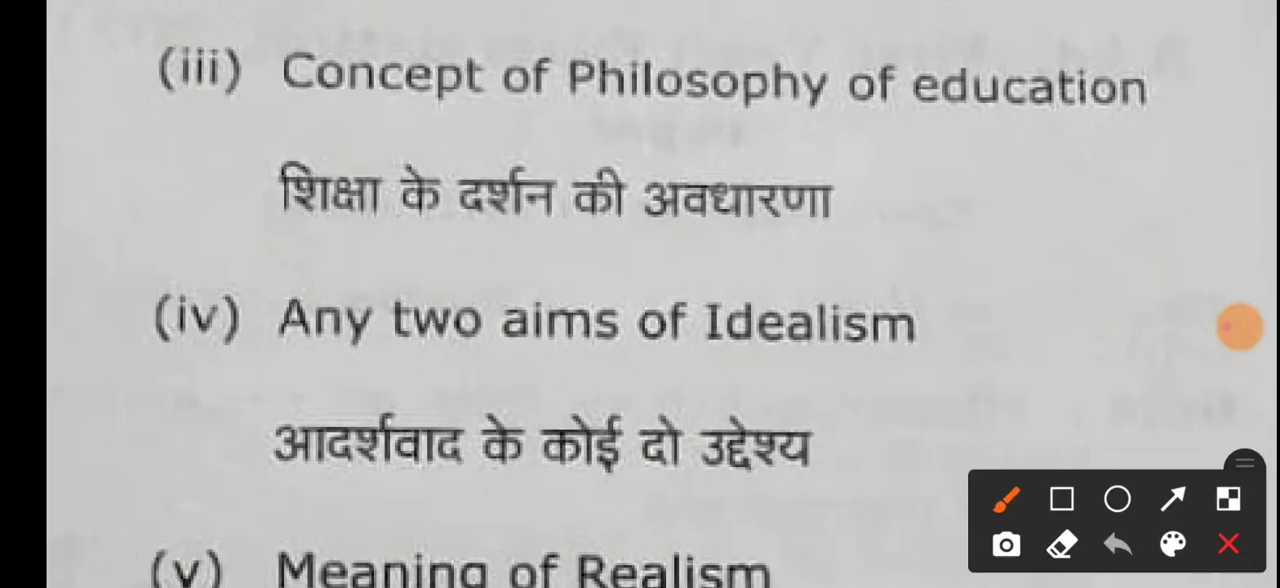 (iii) Concept of Philosophy of education
शिक्षा के दर्शन की अवधारणा
(iv) Any two aims of Idealism
आदर्शवाद के कोई दो उद्देश्य
(v) Meaning of Realism